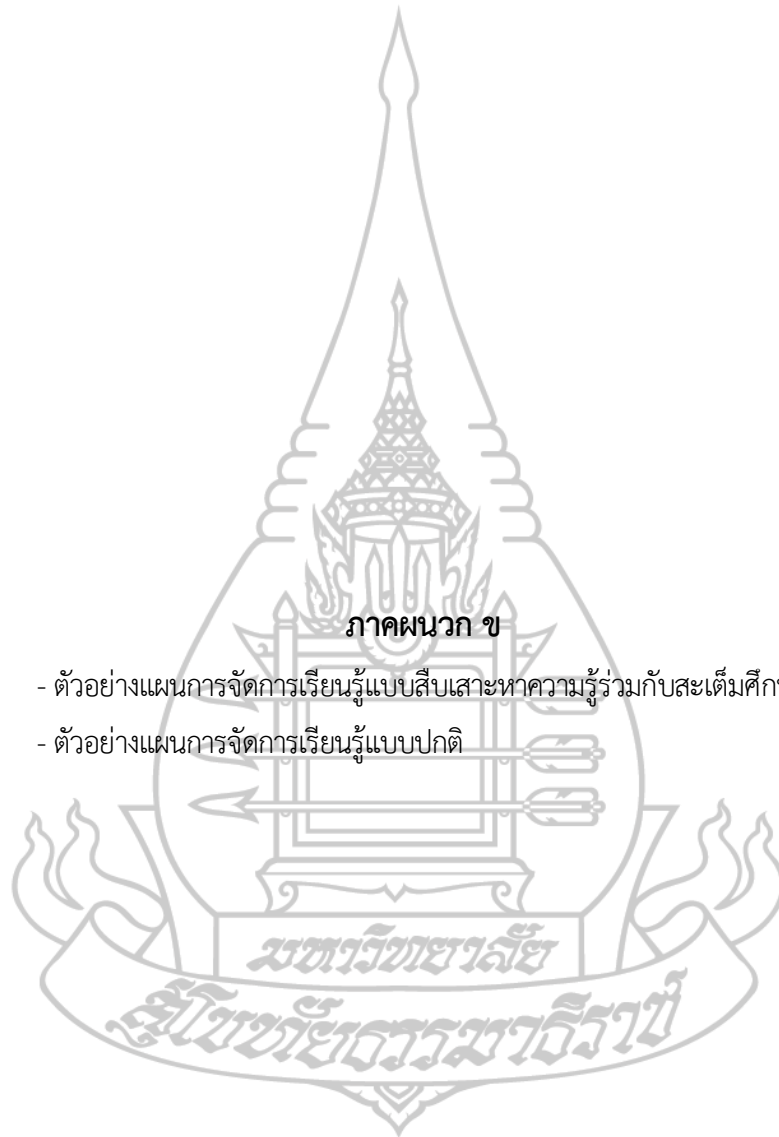 ภาคผนวก ข
- ตัวอย่างแผนการจัดการเรียนรู้แบบสืบเสาะหาความรู้ร่วมกับสะเต็มศึกษ
- ตัวอย่างแผนการจัดการเรียนรู้แบบปกติ
มหาวิทยาลัย
สุโขทัยธรรมาธิราช